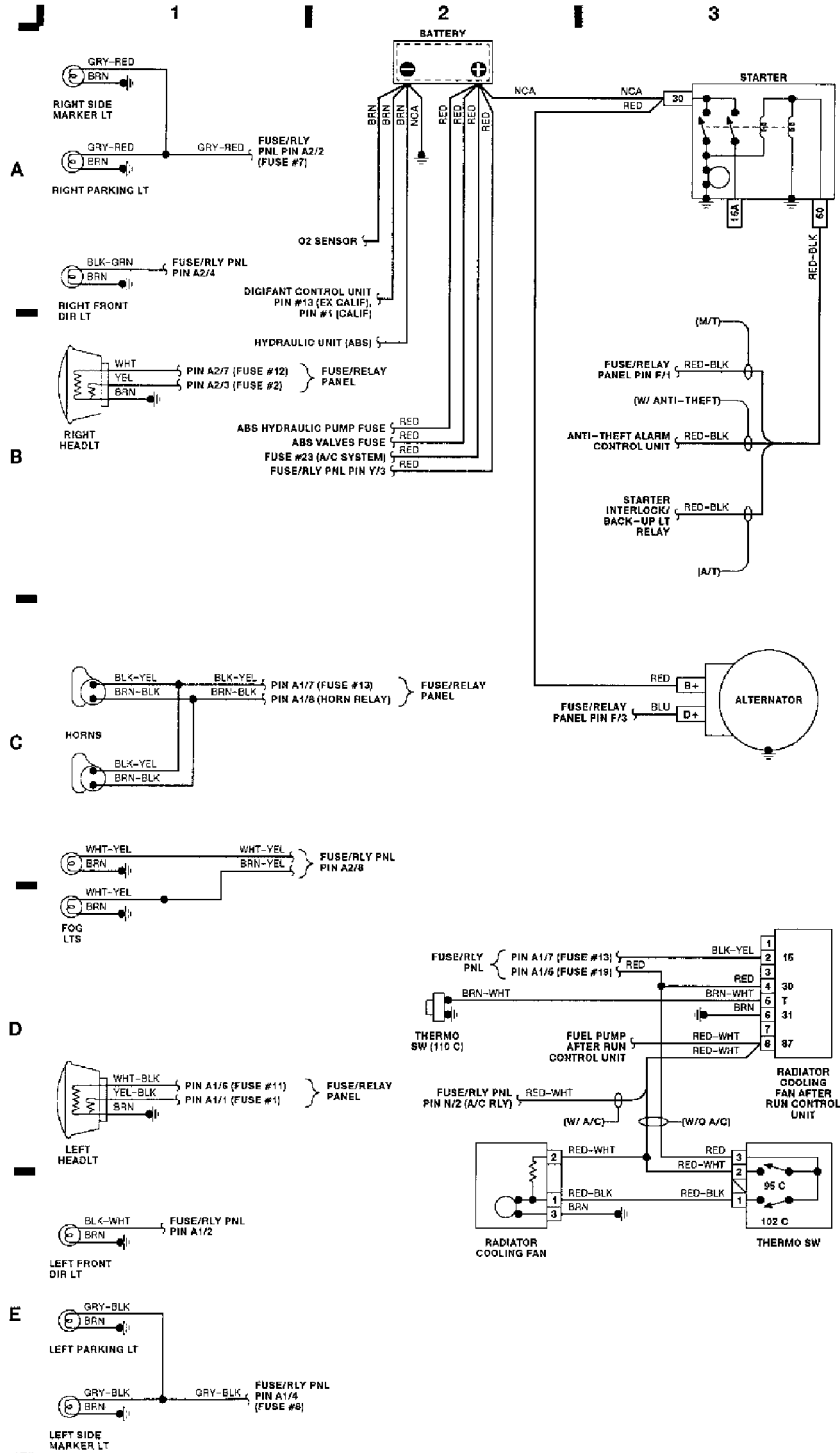 1
2
3
BATTERY
GRY-RED
BRN
RIGHT SIDE
MARKER LT
GRY-RED
BRN
GRY-RED
FUSE/RLY
PNL PIN A2/2
(FUSE #7)
RIGHT PARKING LT
A
BLK-GRN
BRN
FUSE/RLY PNL
PIN A2/4
RIGHT FRONT
DIR LT
WHT
YEL
BRN
PIN A2/7 (FUSE #12)
PIN A2/3 (FUSE #2)
FUSE/RELAY
PANEL
RIGHT
HEADLT
B
BRN
BRN
BRN
NCA
RED
RED
RED
RED
NCA
NCA
RED
30
STARTER
16A
50
RED-BLK
O2 SENSOR
DIGIFANT CONTROL UNIT
PIN #13 (EX CALIF),
PIN #1 (CALIF)
HYDRAULIC UNIT (ABS)
ABS HYDRAULIC PUMP FUSE
RED
ABS VALVES FUSE
RED
FUSE #23 (A/C SYSTEM)
RED
FUSE/RLY PNL PIN Y/3
RED
(M/T)
FUSE/RELAY
PANEL PIN F/1
RED-BLK
(W/ ANTI-THEFT)
ANTI-THEFT ALARM
CONTROL UNIT
RED-BLK
STARTER
INTERLOCK/
BACK-UP LT
RELAY
RED-BLK
(A/T)
C
BLK-YEL
BRN-BLK
BLK-YEL
BRN-BLK
PIN A1/7 (FUSE #13)
PIN A1/8 (HORN RELAY)
FUSE/RELAY
PANEL
HORNS
BLK-YEL
BRN-BLK
RED
B+
FUSE/RELAY
PANEL PIN F/3
BLU
D+
ALTERNATOR
WHT-YEL
BRN
WHT-YEL
BRN-YEL
FUSE/RLY PNL
PIN A2/8
WHT-YEL
BRN
FOG
LTS
D
FUSE/RLY
PNL
PIN A1/7 (FUSE #13)
PIN A1/6 (FUSE #19)
RED
BLK-YEL
RED
BRN-WHT
BRN-WHT
BRN
THERMO
SW (110 C)
FUEL PUMP
AFTER RUN
CONTROL UNIT
RED-WHT
RED-WHT
1
2
3
4
5
6
7
8
15
30
T
31
87
RADIATOR
COOLING
FAN AFTER
RUN CONTROL
UNIT
WHT-BLK
YEL-BLK
BRN
PIN A1/6 (FUSE #11)
PIN A1/1 (FUSE #1)
FUSE/RELAY
PANEL
LEFT
HEADLT
FUSE/RLY PNL
PIN N/2 (A/C RLY)
RED-WHT
(W/ A/C)
(W/O A/C)
2
1
3
RED-WHT
RED-BLK
BRN
RADIATOR
COOLING FAN
RED
RED-WHT
RED-BLK
3
2
1
95 C
102 C
THERMO SW
BLK-WHT
BRN
FUSE/RLY PNL
PIN A1/2
LEFT FRONT
DIR LT
E
GRY-BLK
BRN
LEFT PARKING LT
GRY-BLK
BRN
GRY-BLK
FUSE/RLY PNL
PIN A1/4
(FUSE #8)
LEFT SIDE
MARKER LT